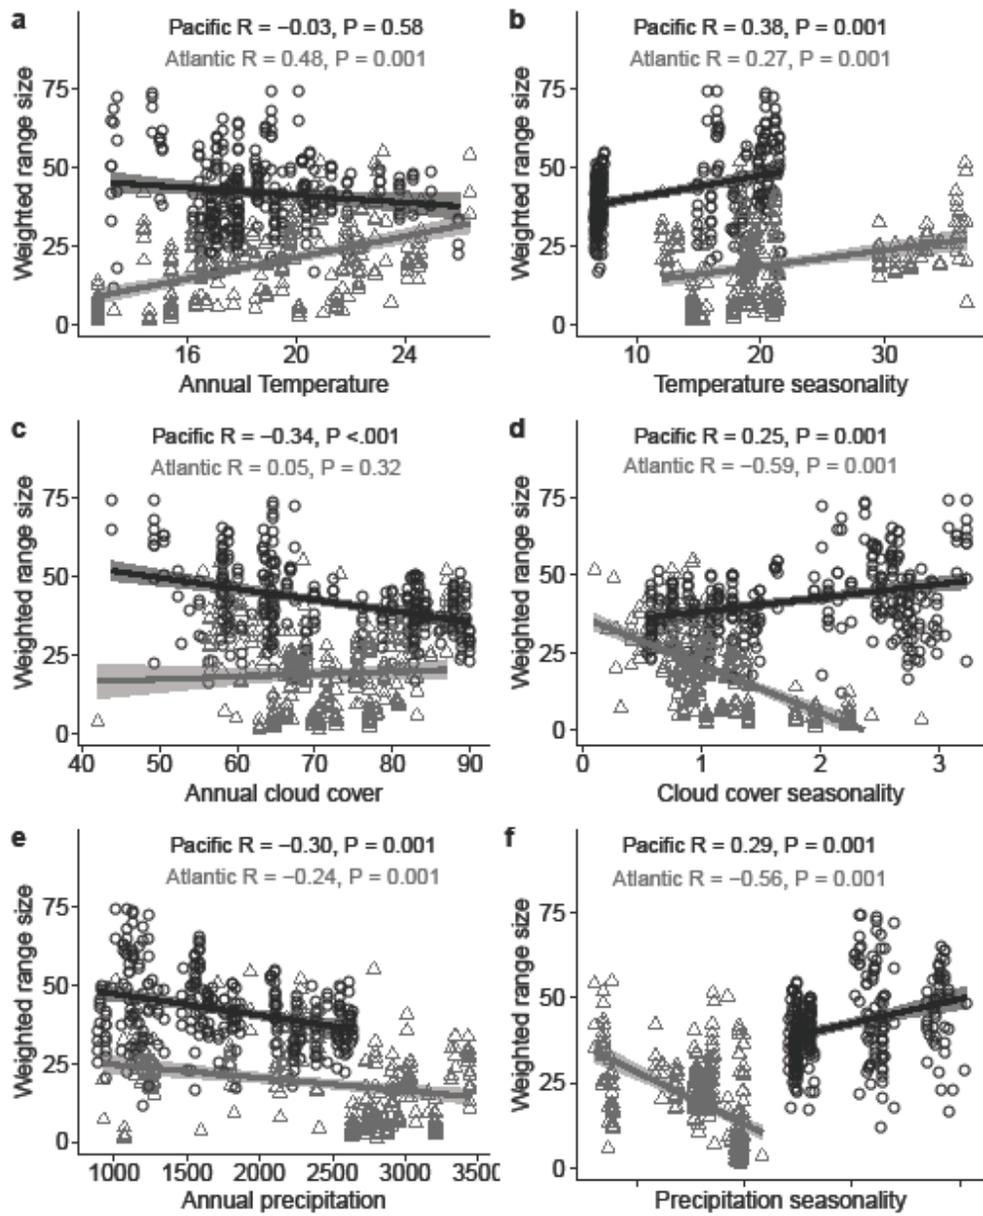 a
Pacific R = −0.03, P = 0.58
Atlantic R = 0.48, P = 0.001
Weighted range size
75
50
25
0
16 20 24
Annual Temperature
b
Pacific R = 0.38, P = 0.001
Atlantic R = 0.27, P = 0.001
Weighted range size
75
50
25
0
10 20 30
Temperature seasonality
c
Pacific R = −0.34, P <.001
Atlantic R = 0.05, P = 0.32
Weighted range size
75
50
25
0
40 50 60 70 80 90
Annual cloud cover
d
Pacific R = 0.25, P = 0.001
Atlantic R = −0.59, P = 0.001
Weighted range size
75
50
25
0
0 1 2 3
Cloud cover seasonality
e
Pacific R = −0.30, P = 0.001
Atlantic R = −0.24, P = 0.001
Weighted range size
75
50
25
0
1000 1500 2000 2500 3000 3500
Annual precipitation
f
Pacific R = 0.29, P = 0.001
Atlantic R = −0.56, P = 0.001
Weighted range size
75
50
25
0
Precipitation seasonality